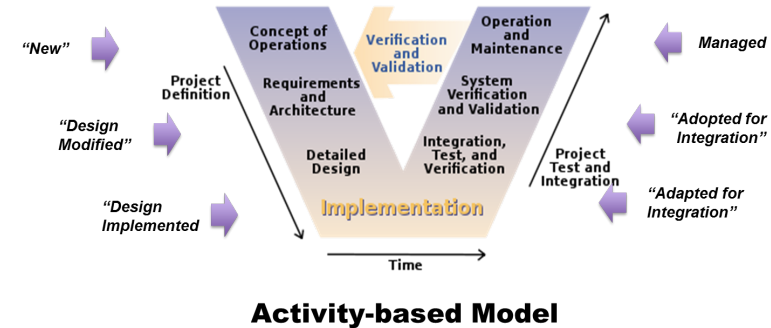 “New”
“Design
Modified”
“Design
Implemented
Project
Definition
Concept of
Operations
Requirements
and
Architecture
Detailed
Design
Implementation
Verification
and
Validation
Operation
and
Maintenance
System
Verification
and Validation
Integration,
Test, and
Verification
Project
Test and
Integration
Managed
“Adopted for
Integration”
“Adapted for
Integration”
Time
Activity-based Model